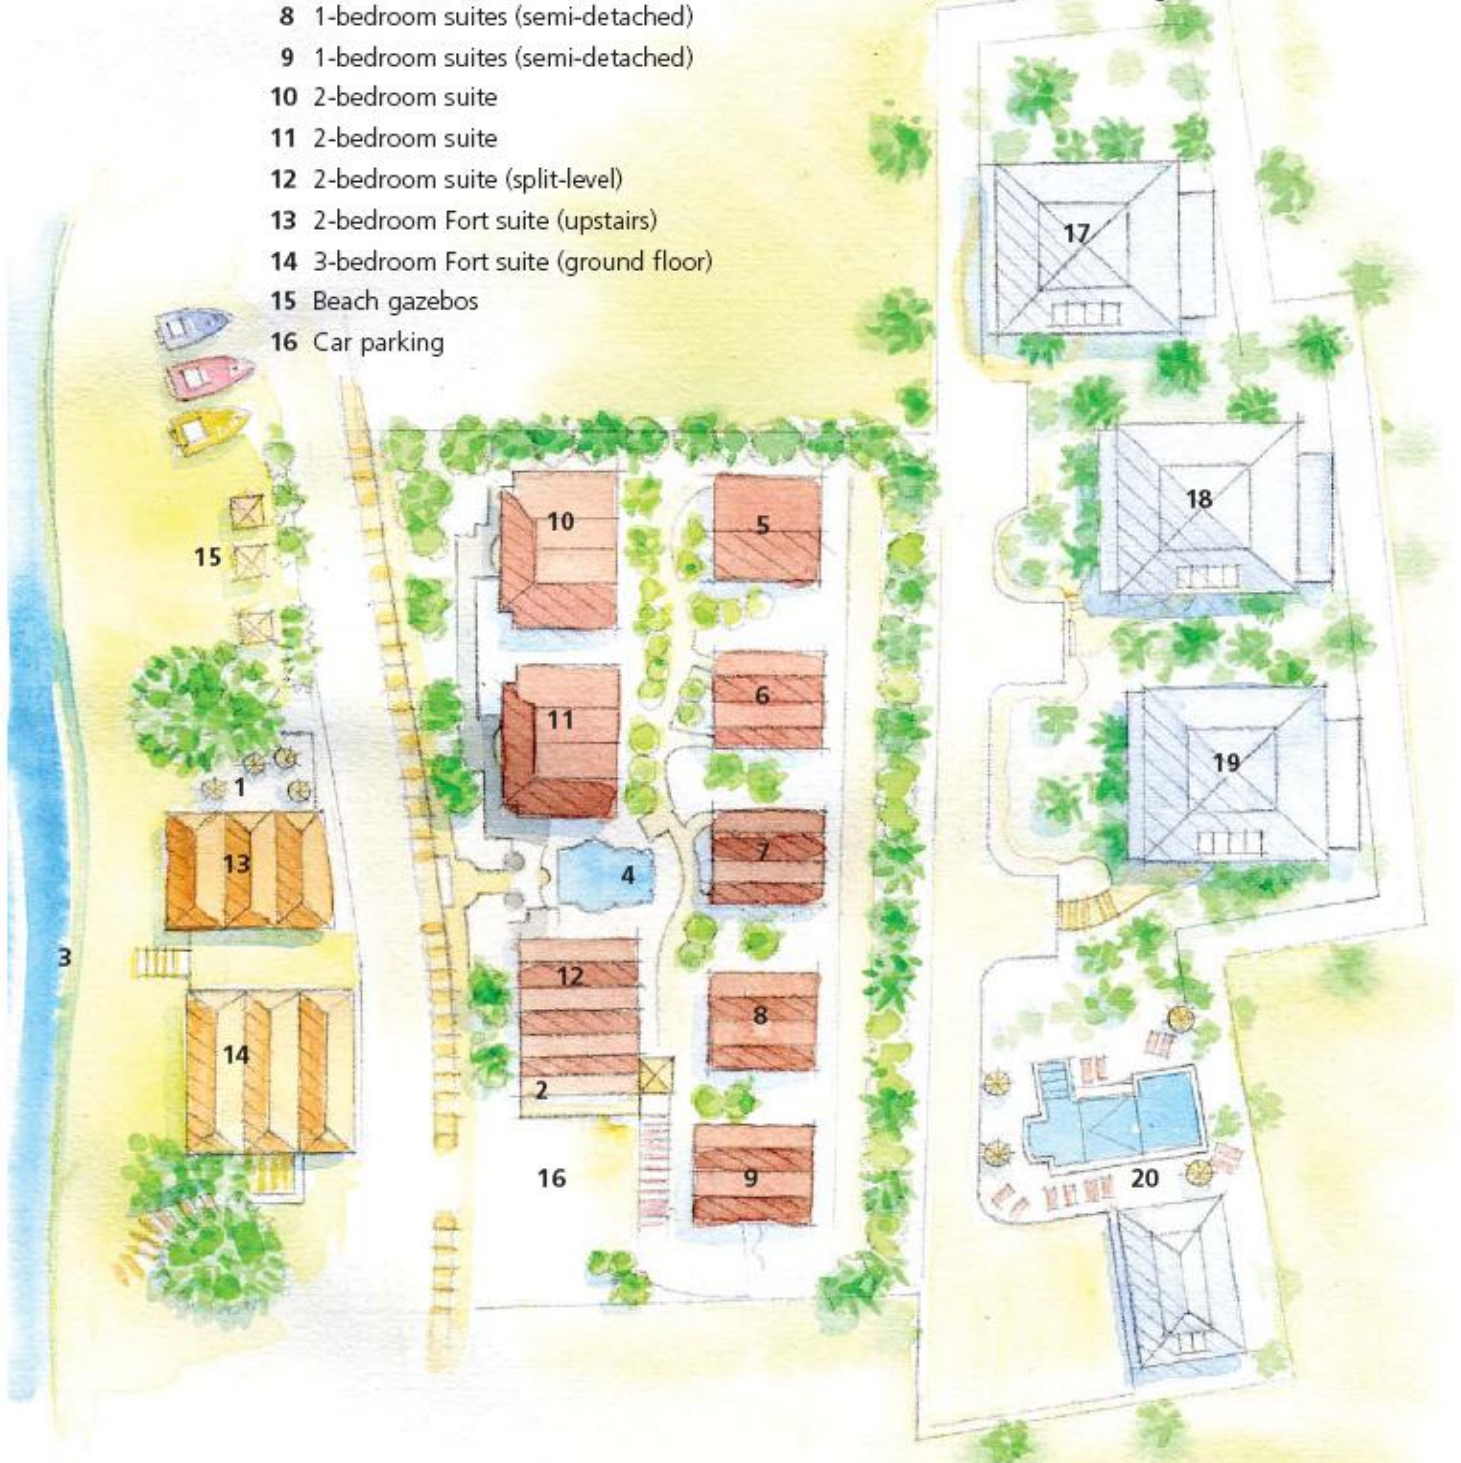 8 1-bedroom suites (semi-detached)
9 1-bedroom suites (semi-detached)
10 2-bedroom suite
11 2-bedroom suite
12 2-bedroom suite (split-level)
13 2-bedroom Fort suite (upstairs)
14 3-bedroom Fort suite (ground floor)
15 Beach gazebos
16 Car parking
17
18
10
5
15
6
11
19
1
7
13
4
3
12
8
14
2
16
9
20